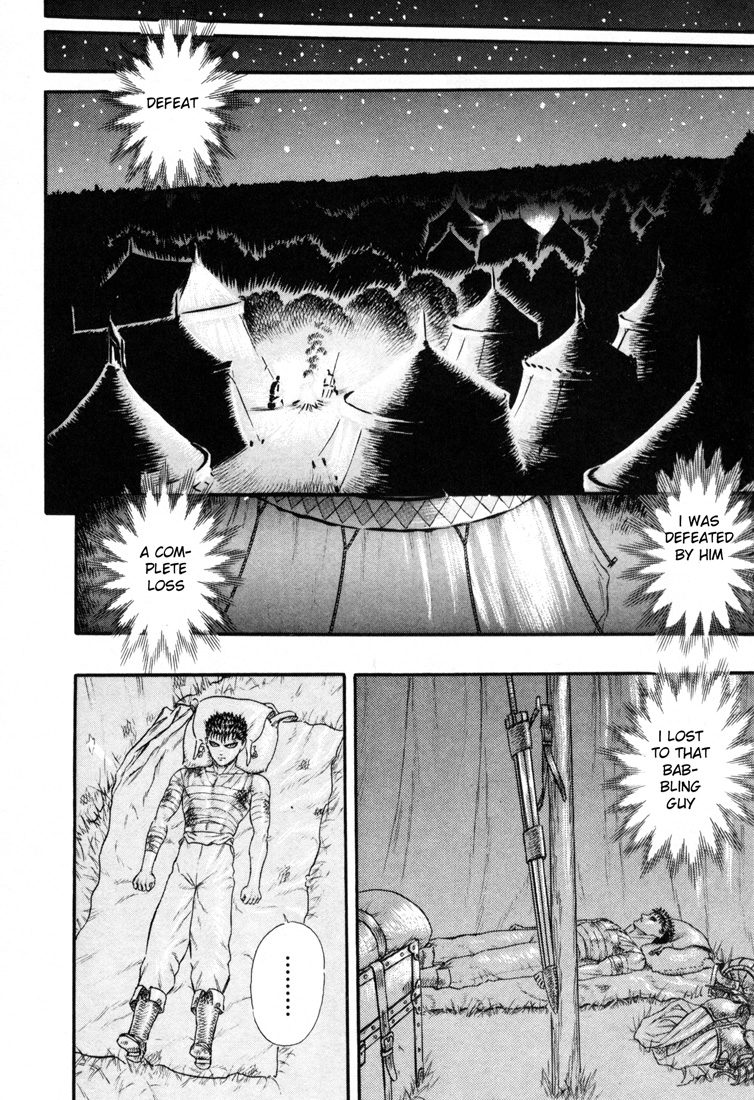 DEFEAT
I WAS
DEFEATED
BY HIM
A COM-
PLETE
LOSS
I LOST
TO THAT
BAB-
BLING
GUY
........